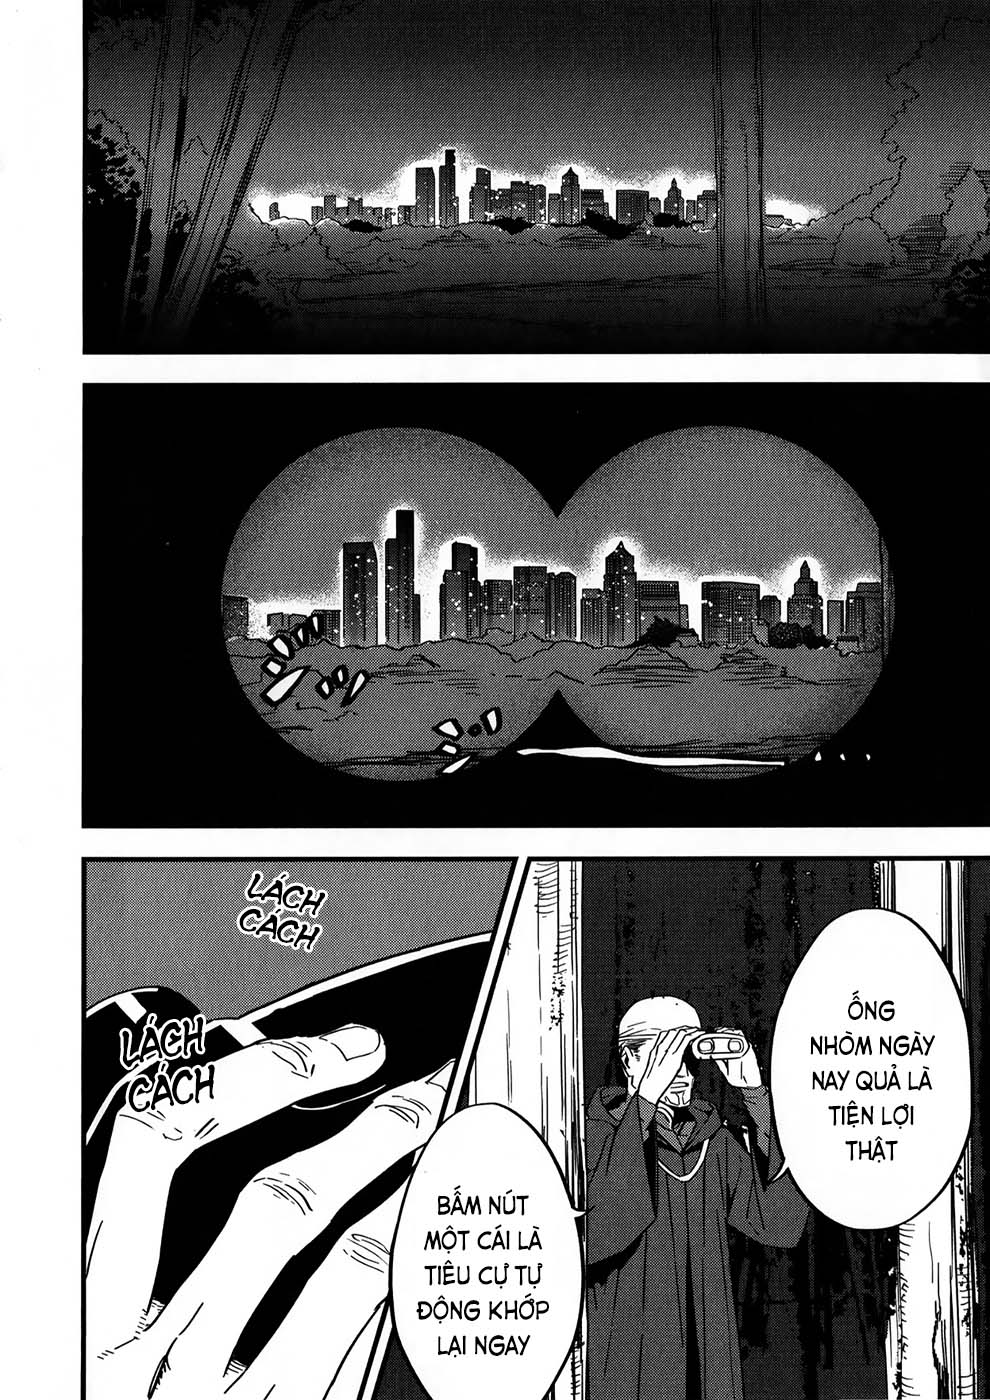 ỐNG
NHÒM NGÀY
NAY QUẢ LÀ
TIỆN LỢI
THẬT
LÁCH
CÁCH
LÁCH
CÁCH
BẤM NÚT
MỘT CÁI LÀ
TIÊU CỰ TỰ
ĐỘNG KHỚP
LẠI NGAY